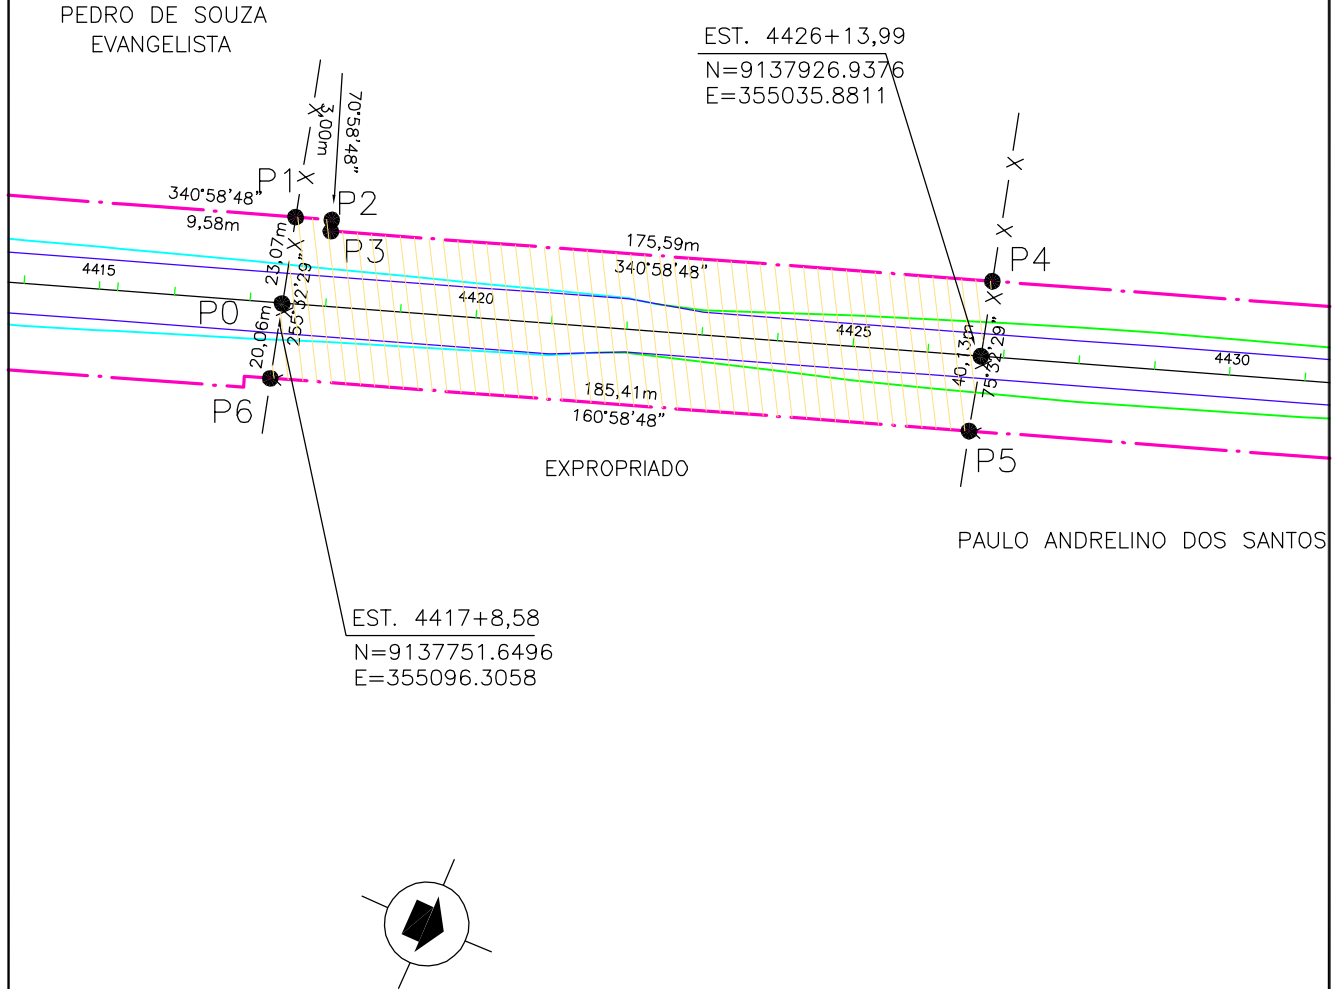 PEDRO DE SOUZA
EVANGELISTA
EST. 4426+13,99
N=9137926.9376
E=355035.8811
X
3,00m
70°58'48"
X
X
X
P1
340°58'48"
9,58m
P2
P3
23,07m
X
255°32'29"
X
175,59m
340°58'48"
P4
X
4415
4420
4425
4430
P0
20,06m
X
40,13m
75°32'29"
X
P6
X
185,41m
160°58'48"
P5
X
EXPROPRIADO
PAULO ANDRELINO DOS SANTOS
EST. 4417+8,58
N=9137751.6496
E=355096.3058